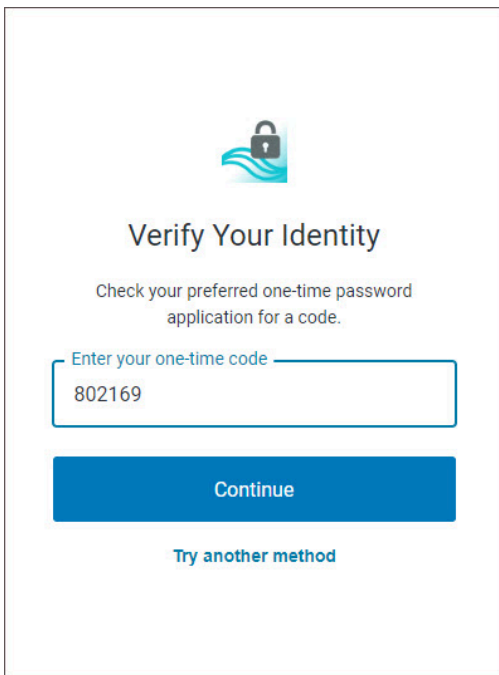 Verify Your Identity
Check your preferred one-time password
application for a code.
Enter your one-time code
802169
Continue
Try another method